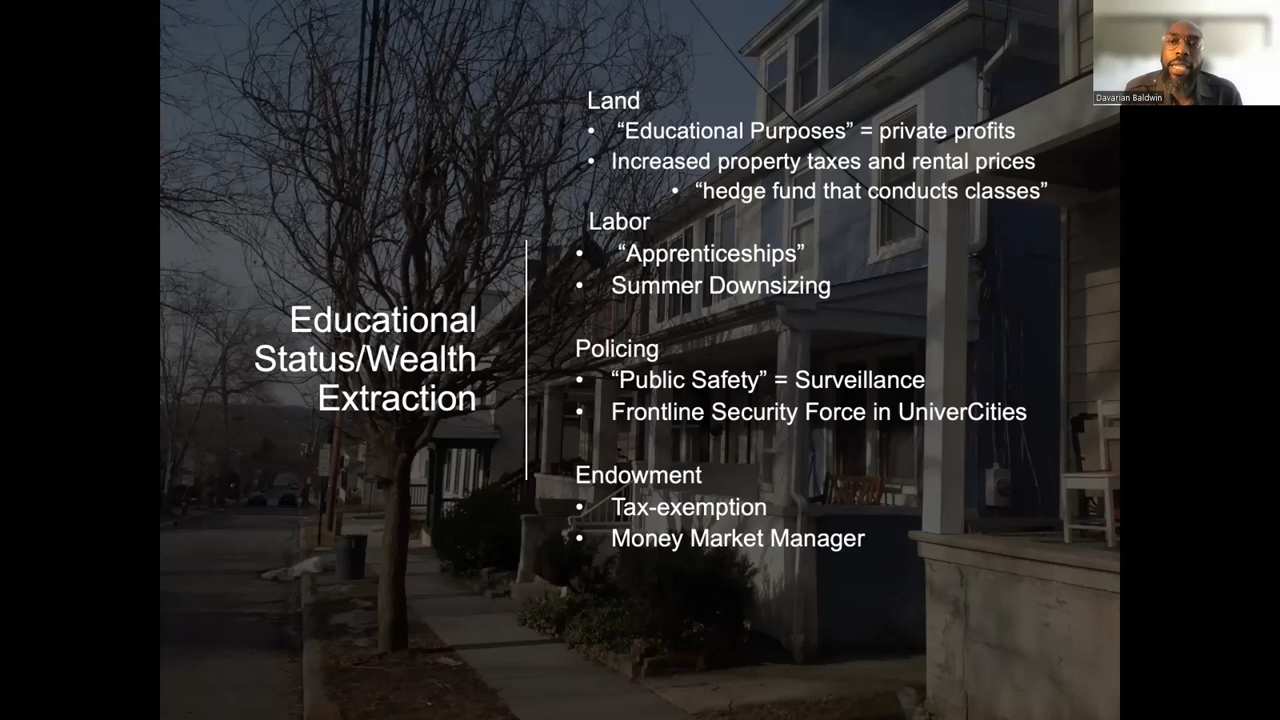 Davarian Baldwin
Land
• “Educational Purposes” = private profits
• Increased property taxes and rental prices
• “hedge fund that conducts classes”
Labor
• “Apprenticeships”
• Summer Downsizing
Educational
Status/Wealth
Extraction
Policing
• “Public Safety” = Surveillance
• Frontline Security Force in UniverCities
Endowment
• Tax-exemption
• Money Market Manager